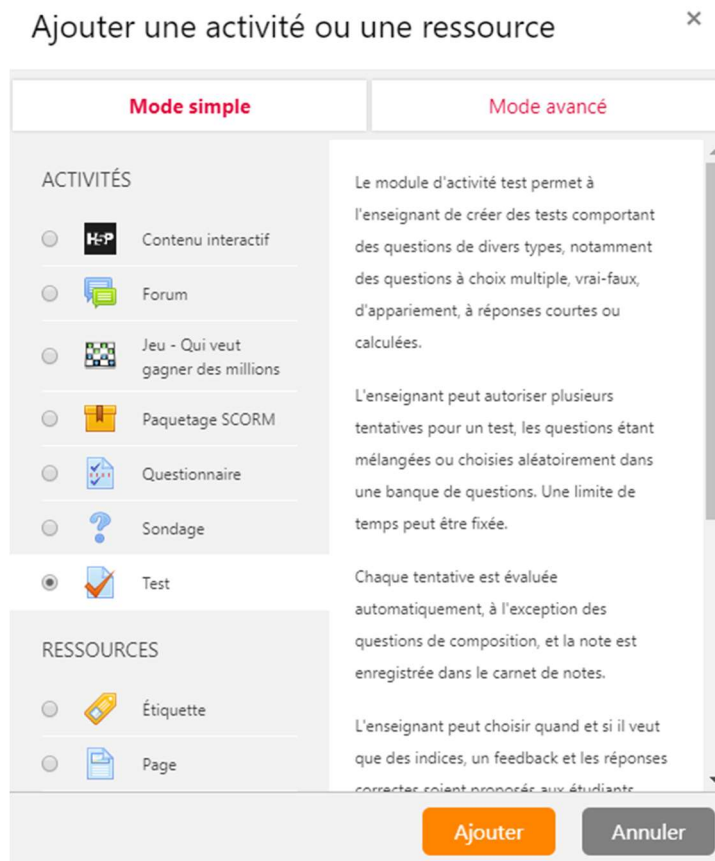 Ajouter une activité ou une ressource
×
Mode simple
Mode avancé
ACTIVITÉS
H5P
Contenu interactif
Forum
Jeu - Qui veut
gagner des millions
Paquetage SCORM
Questionnaire
Sondage
Test
RESSOURCES
Étiquette
Page
Le module d'activité test permet à
l'enseignant de créer des tests comportant
des questions de divers types, notamment
des questions à choix multiple, vrai-faux,
d'appariement, à réponses courtes ou
calculées.
L'enseignant peut autoriser plusieurs
tentatives pour un test, les questions étant
mélangées ou choisies aléatoirement dans
une banque de questions. Une limite de
temps peut être fixée.
Chaque tentative est évaluée
automatiquement, à l'exception des
questions de composition, et la note est
enregistrée dans le carnet de notes.
L'enseignant peut choisir quand et si il veut
que des indices, un feedback et les réponses
correctes soient proposés aux étudiants
Ajouter
Annuler